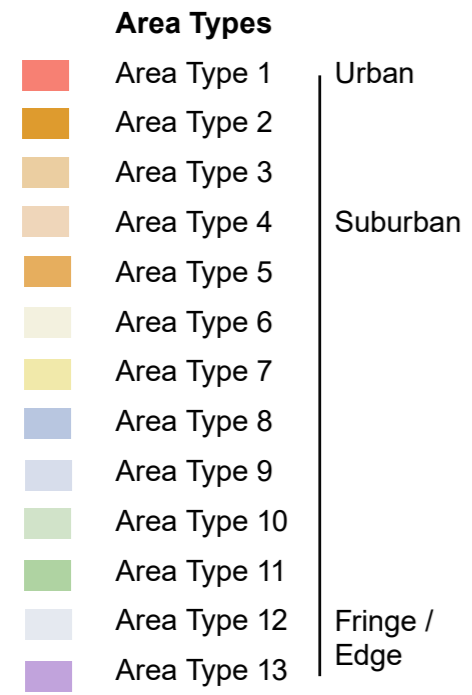 Area Types
Area Type 1
Urban
Area Type 2
Area Type 3
Area Type 4
Suburban
Area Type 5
Area Type 6
Area Type 7
Area Type 8
Area Type 9
Area Type 10
Area Type 11
Area Type 12
Fringe /
Edge
Area Type 13